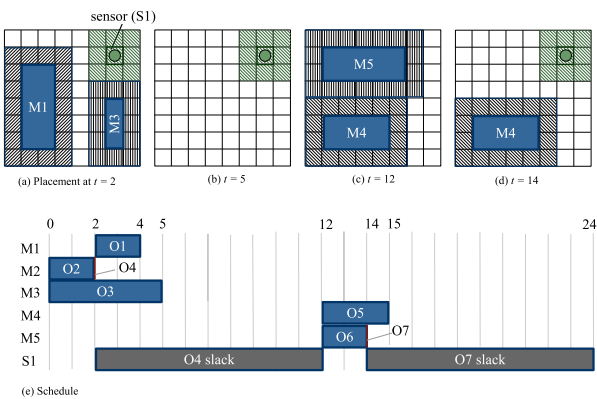 sensor (S1)
M1
M3
M5
M4
M4
(a) Placement at t = 2
(b) t = 5
(c) t = 12
(d) t = 14
0 2 4 5 12 14 15 24
M1 O1
M2 O2 O4
M3 O3
M4 O5
M5 O6 O7
S1 O4 slack O7 slack
(e) Schedule